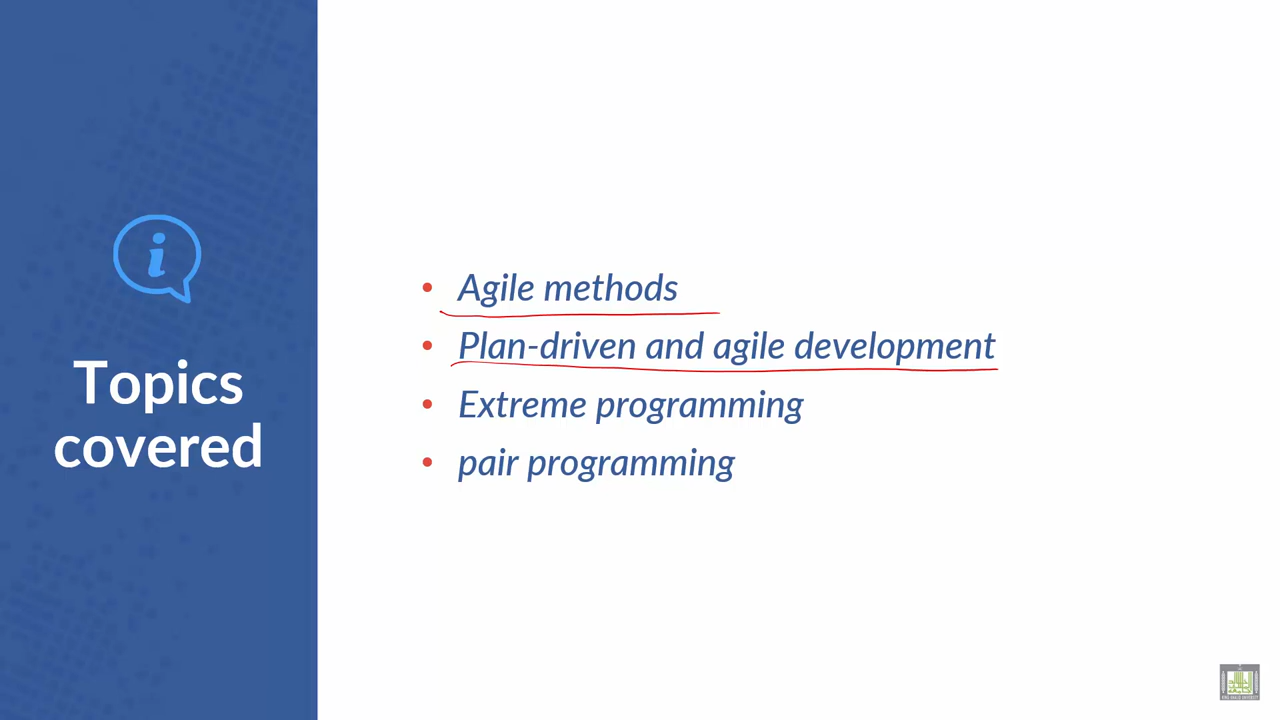 Topics
covered
• Agile methods
• Plan-driven and agile development
• Extreme programming
• pair programming